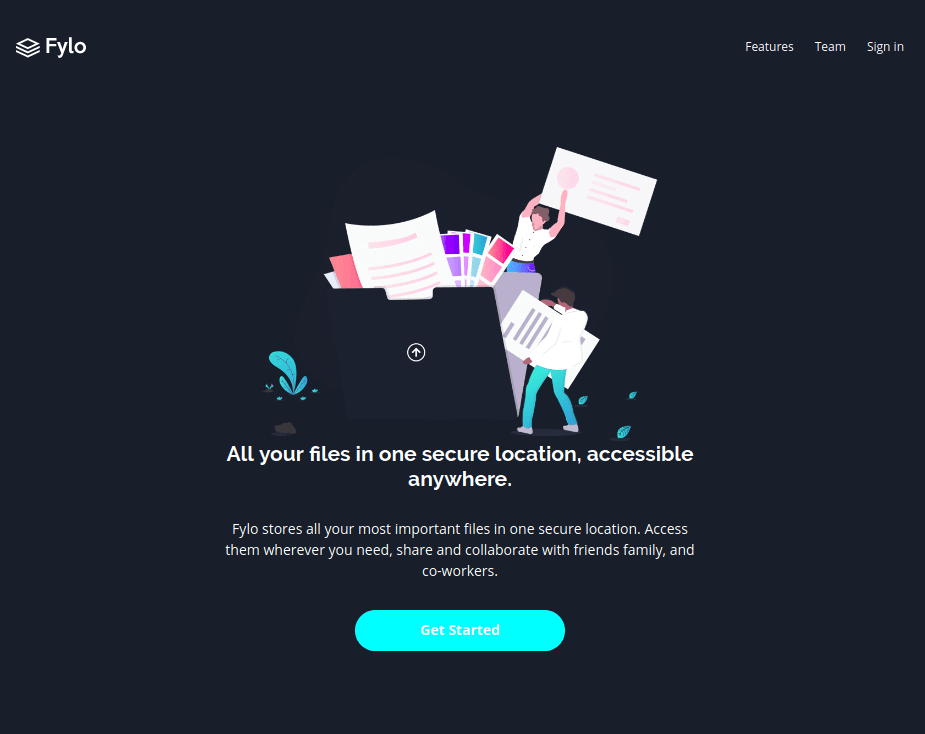 Fylo
Features Team Sign in
All your files in one secure location, accessible
anywhere.
Fylo stores all your most important files in one secure location. Access
them wherever you need, share and collaborate with friends family, and
co-workers.
Get Started